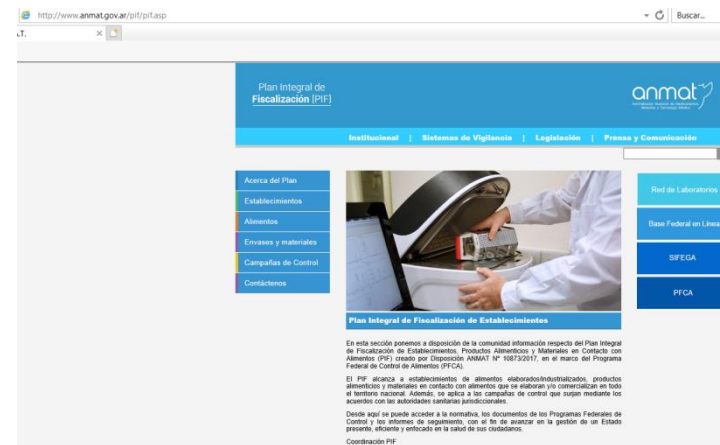 http://www.anmat.gov.ar/pif/pif.asp
Buscar...
A.T.
Plan Integral de
Fiscalización [PIF]
anmat
Institucional | Sistemas de Vigilancia | Legislación | Prensa y Comunicación
Acerca del Plan
Establecimientos
Alimentos
Envases y materiales
Campañas de Control
Contáctenos
Red de Laboratorios
Base Federal en Línea
SIFEGA
PFCA
Plan Integral de Fiscalización de Establecimientos
En esta sección ponemos a disposición de la comunidad información respecto del Plan Integral
de Fiscalización de Establecimientos, Productos Alimenticios y Materiales en Contacto con
Alimentos (PIF) creado por Disposición ANMAT N° 10873/2017, en el marco del Programa
Federal de Control de Alimentos (PFCA).
El PIF alcanza a establecimientos de alimentos elaborados/industrializados, productos
alimenticios y materiales en contacto con alimentos que se elaboran y/o comercializan en todo
el territorio nacional. Además, se aplica a las campañas de control que surjan mediante los
acuerdos con las autoridades sanitarias jurisdiccionales.
Desde aquí se puede acceder a la normativa, los documentos de los Programas Federales de
Control y los informes de seguimiento, con el fin de avanzar en la gestión de un Estado
presente, eficiente y enfocado en la salud de sus ciudadanos.
Coordinación PIF